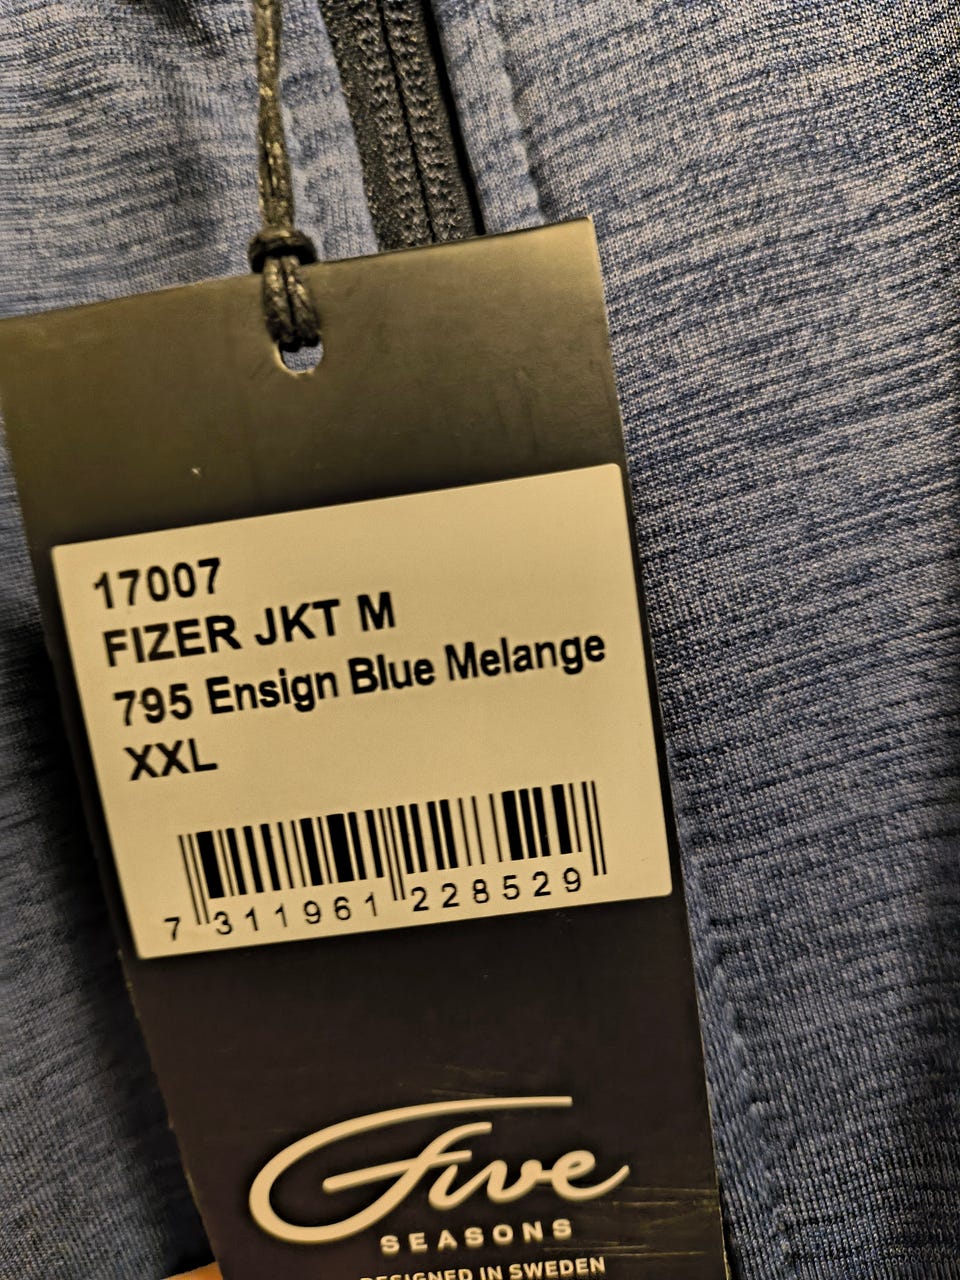 17007
FIZER JKT M
795 Ensign Blue Melange
XXL
7 311961 228529
Five
SEASONS
DESIGNED IN SWEDEN